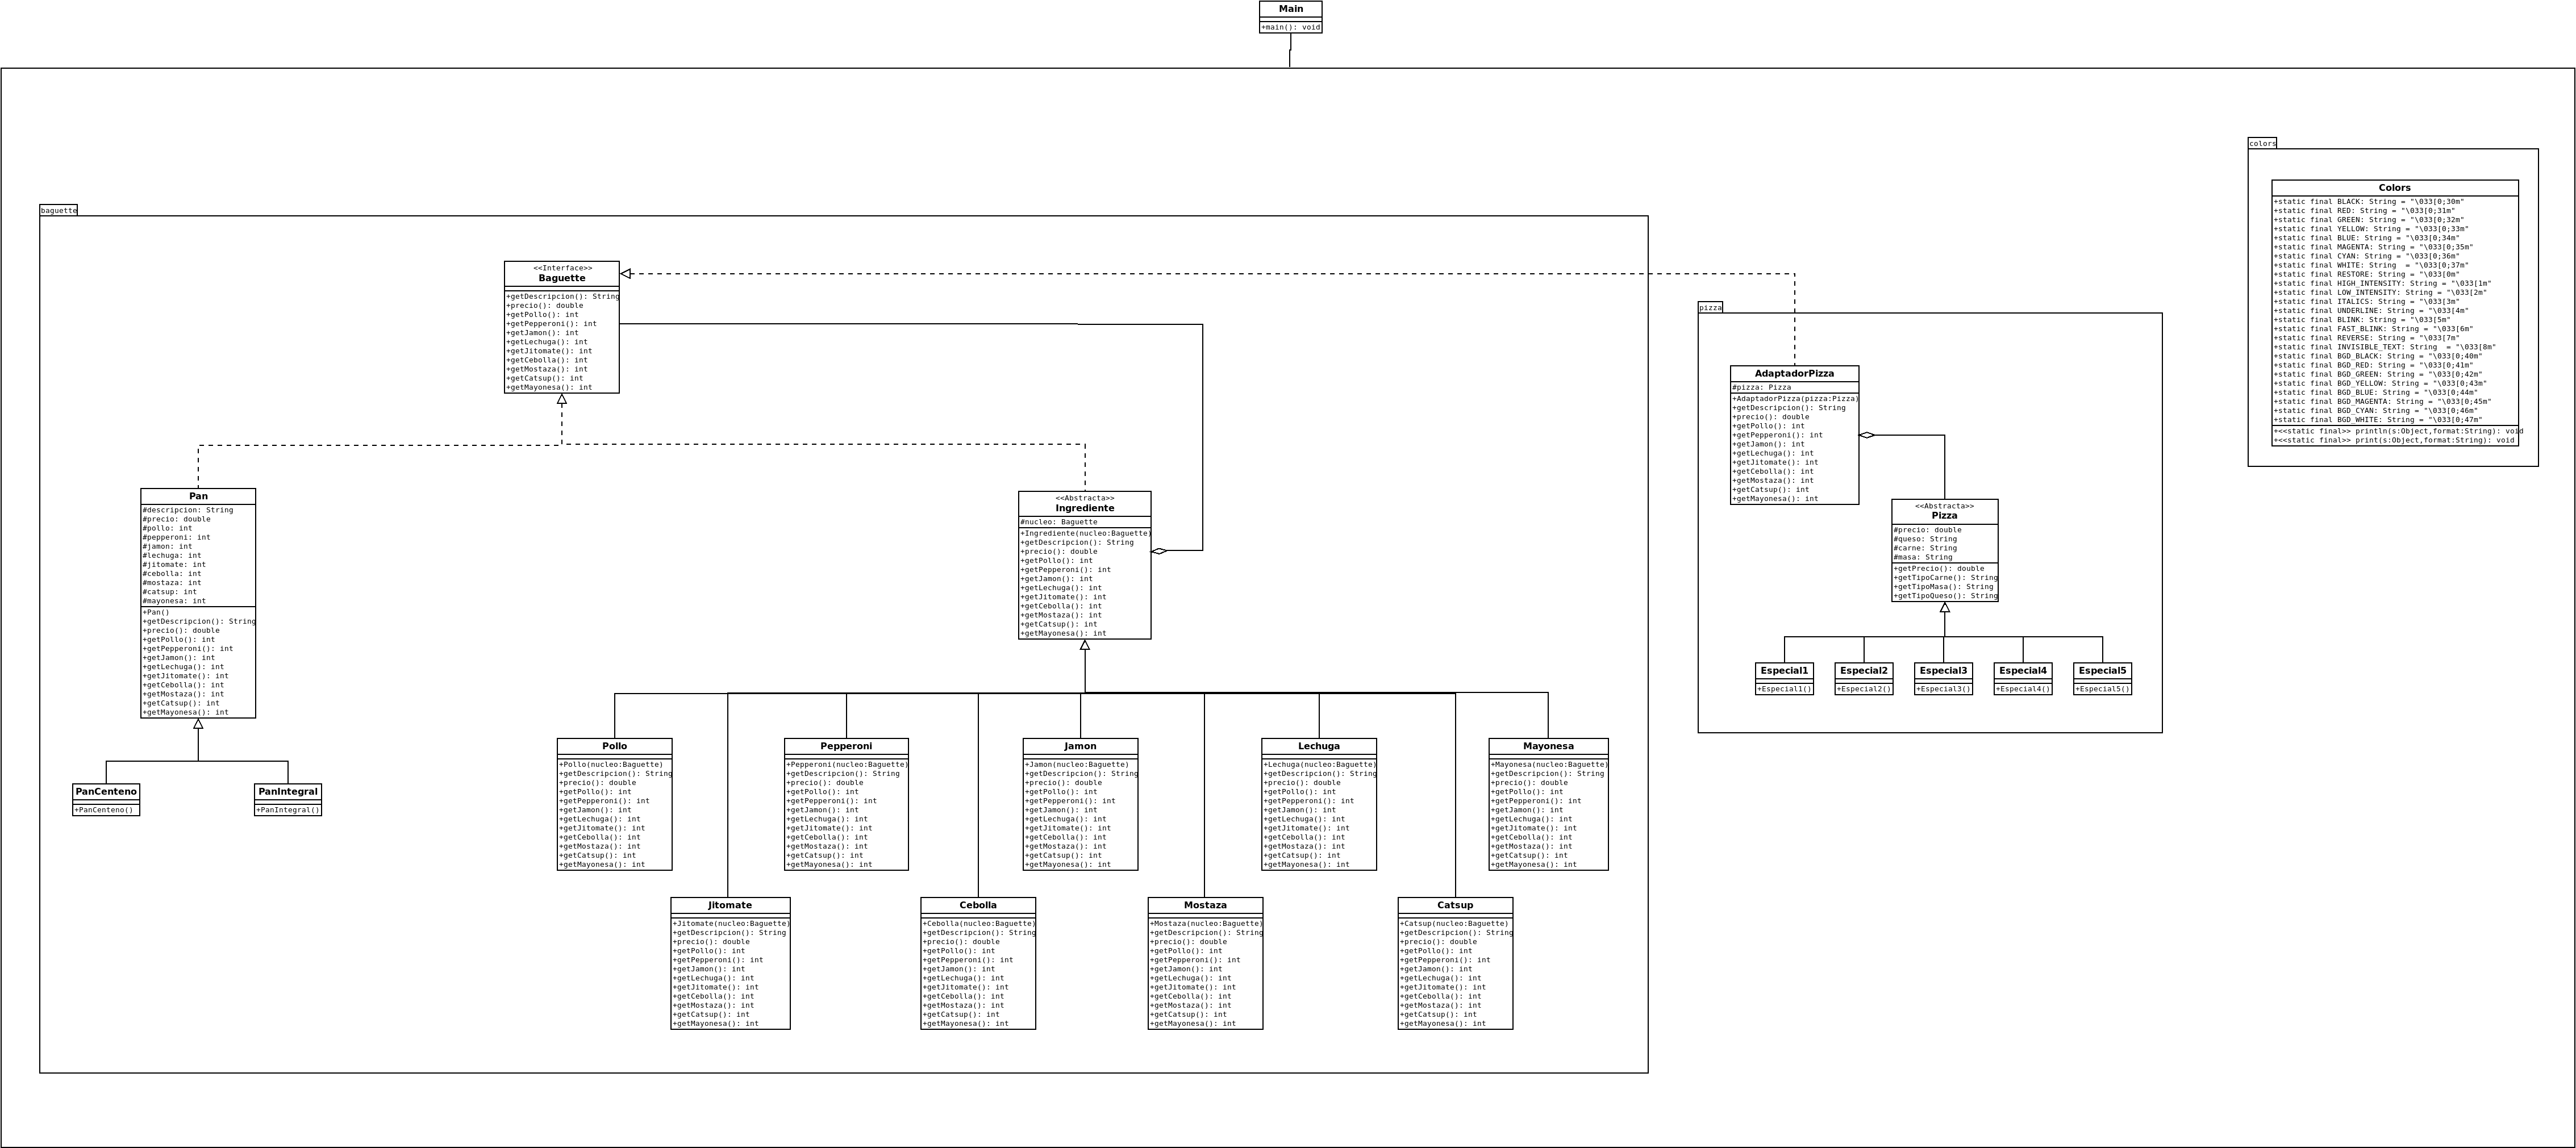 Main
+main(): void
colors
Colors
+static final BLACK: String = "\033[0;30m"
+static final RED: String = "\033[0;31m"
+static final GREEN: String = "\033[0;32m"
+static final YELLOW: String = "\033[0;33m"
+static final BLUE: String = "\033[0;34m"
+static final MAGENTA: String = "\033[0;35m"
+static final CYAN: String = "\033[0;36m"
+static final WHITE: String  = "\033[0;37m"
+static final RESTORE: String = "\033[0m"
+static final HIGH_INTENSITY: String = "\033[1m"
+static final LOW_INTENSITY: String = "\033[2m"
+static final ITALICS: String = "\033[3m"
+static final UNDERLINE: String = "\033[4m"
+static final BLINK: String = "\033[5m"
+static final FAST_BLINK: String = "\033[6m"
+static final REVERSE: String = "\033[7m"
+static final INVISIBLE_TEXT: String  = "\033[8m"
+static final BGD_BLACK: String = "\033[0;40m"
+static final BGD_RED: String = "\033[0;41m"
+static final BGD_GREEN: String = "\033[0;42m"
+static final BGD_YELLOW: String = "\033[0;43m"
+static final BGD_BLUE: String = "\033[0;44m"
+static final BGD_MAGENTA: String = "\033[0;45m"
+static final BGD_CYAN: String = "\033[0;46m"
+static final BGD_WHITE: String = "\033[0;47m"
+<<static final>> println(s:Object,format:String): void
+<<static final>> print(s:Object,format:String): void
baguette
<<Interface>>
Baguette
+getDescripcion(): String
+precio(): double
+getPollo(): int
+getPepperoni(): int
+getJamon(): int
+getLechuga(): int
+getJitomate(): int
+getCebolla(): int
+getMostaza(): int
+getCatsup(): int
+getMayonesa(): int
pizza
AdaptadorPizza
#pizza: Pizza
+AdaptadorPizza(pizza:Pizza)
+getDescripcion(): String
+precio(): double
+getPollo(): int
+getPepperoni(): int
+getJamon(): int
+getLechuga(): int
+getJitomate(): int
+getCebolla(): int
+getMostaza(): int
+getCatsup(): int
+getMayonesa(): int
<<Abstracta>>
Pizza
#precio: double
#queso: String
#carne: String
#masa: String
+getPrecio(): double
+getTipoCarne(): String
+getTipoMasa(): String
+getTipoQueso(): String
Especial1
+Especial1()
Especial2
+Especial2()
Especial3
+Especial3()
Especial4
+Especial4()
Especial5
+Especial5()
Pan
#descripcion: String
#precio: double
#pollo: int
#pepperoni: int
#jamon: int
#lechuga: int
#jitomate: int
#cebolla: int
#mostaza: int
#catsup: int
#mayonesa: int
+Pan()
+getDescripcion(): String
+precio(): double
+getPollo(): int
+getPepperoni(): int
+getJamon(): int
+getLechuga(): int
+getJitomate(): int
+getCebolla(): int
+getMostaza(): int
+getCatsup(): int
+getMayonesa(): int
<<Abstracta>>
Ingrediente
#nucleo: Baguette
+Ingrediente(nucleo:Baguette)
+getDescripcion(): String
+precio(): double
+getPollo(): int
+getPepperoni(): int
+getJamon(): int
+getLechuga(): int
+getJitomate(): int
+getCebolla(): int
+getMostaza(): int
+getCatsup(): int
+getMayonesa(): int
PanCenteno
+PanCenteno()
PanIntegral
+PanIntegral()
Pollo
+Pollo(nucleo:Baguette)
+getDescripcion(): String
+precio(): double
+getPollo(): int
+getPepperoni(): int
+getJamon(): int
+getLechuga(): int
+getJitomate(): int
+getCebolla(): int
+getMostaza(): int
+getCatsup(): int
+getMayonesa(): int
Pepperoni
+Pepperoni(nucleo:Baguette)
+getDescripcion(): String
+precio(): double
+getPollo(): int
+getPepperoni(): int
+getJamon(): int
+getLechuga(): int
+getJitomate(): int
+getCebolla(): int
+getMostaza(): int
+getCatsup(): int
+getMayonesa(): int
Jamon
+Jamon(nucleo:Baguette)
+getDescripcion(): String
+precio(): double
+getPollo(): int
+getPepperoni(): int
+getJamon(): int
+getLechuga(): int
+getJitomate(): int
+getCebolla(): int
+getMostaza(): int
+getCatsup(): int
+getMayonesa(): int
Lechuga
+Lechuga(nucleo:Baguette)
+getDescripcion(): String
+precio(): double
+getPollo(): int
+getPepperoni(): int
+getJamon(): int
+getLechuga(): int
+getJitomate(): int
+getCebolla(): int
+getMostaza(): int
+getCatsup(): int
+getMayonesa(): int
Mayonesa
+Mayonesa(nucleo:Baguette)
+getDescripcion(): String
+precio(): double
+getPollo(): int
+getPepperoni(): int
+getJamon(): int
+getLechuga(): int
+getJitomate(): int
+getCebolla(): int
+getMostaza(): int
+getCatsup(): int
+getMayonesa(): int
Jitomate
+Jitomate(nucleo:Baguette)
+getDescripcion(): String
+precio(): double
+getPollo(): int
+getPepperoni(): int
+getJamon(): int
+getLechuga(): int
+getJitomate(): int
+getCebolla(): int
+getMostaza(): int
+getCatsup(): int
+getMayonesa(): int
Cebolla
+Cebolla(nucleo:Baguette)
+getDescripcion(): String
+precio(): double
+getPollo(): int
+getPepperoni(): int
+getJamon(): int
+getLechuga(): int
+getJitomate(): int
+getCebolla(): int
+getMostaza(): int
+getCatsup(): int
+getMayonesa(): int
Mostaza
+Mostaza(nucleo:Baguette)
+getDescripcion(): String
+precio(): double
+getPollo(): int
+getPepperoni(): int
+getJamon(): int
+getLechuga(): int
+getJitomate(): int
+getCebolla(): int
+getMostaza(): int
+getCatsup(): int
+getMayonesa(): int
Catsup
+Catsup(nucleo:Baguette)
+getDescripcion(): String
+precio(): double
+getPollo(): int
+getPepperoni(): int
+getJamon(): int
+getLechuga(): int
+getJitomate(): int
+getCebolla(): int
+getMostaza(): int
+getCatsup(): int
+getMayonesa(): int